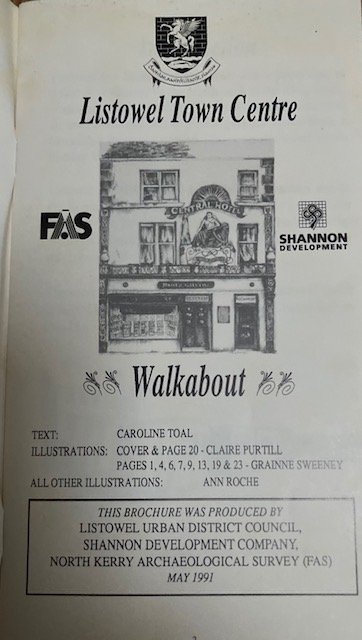 Listowel Town Centre
CENTRAL HOTEL
FÁS
SHANNON
DEVELOPMENT
Walkabout
TEXT: CAROLINE TOAL
ILLUSTRATIONS: COVER & PAGE 20 - CLAIRE PURTILL
PAGES 1, 4, 6, 7, 9, 13, 19 & 23 - GRAINNE SWEENEY
ALL OTHER ILLUSTRATIONS: ANN ROCHE
THIS BROCHURE WAS PRODUCED BY
LISTOWEL URBAN DISTRICT COUNCIL,
SHANNON DEVELOPMENT COMPANY,
NORTH KERRY ARCHAEOLOGICAL SURVEY (FAS)
MAY 1991